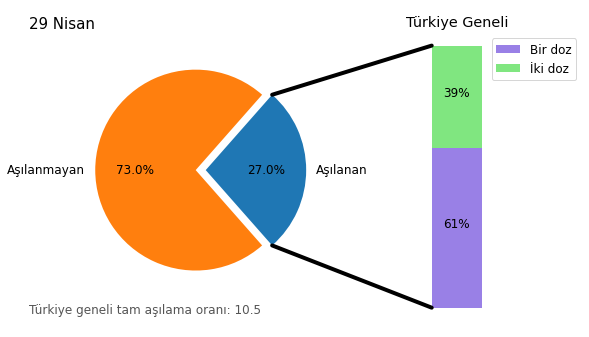 29 Nisan
Türkiye Geneli
Bir doz
İki doz
39%
Aşılanmayan
73.0%
27.0%
Aşılanan
61%
Türkiye geneli tam aşılama oranı: 10.5